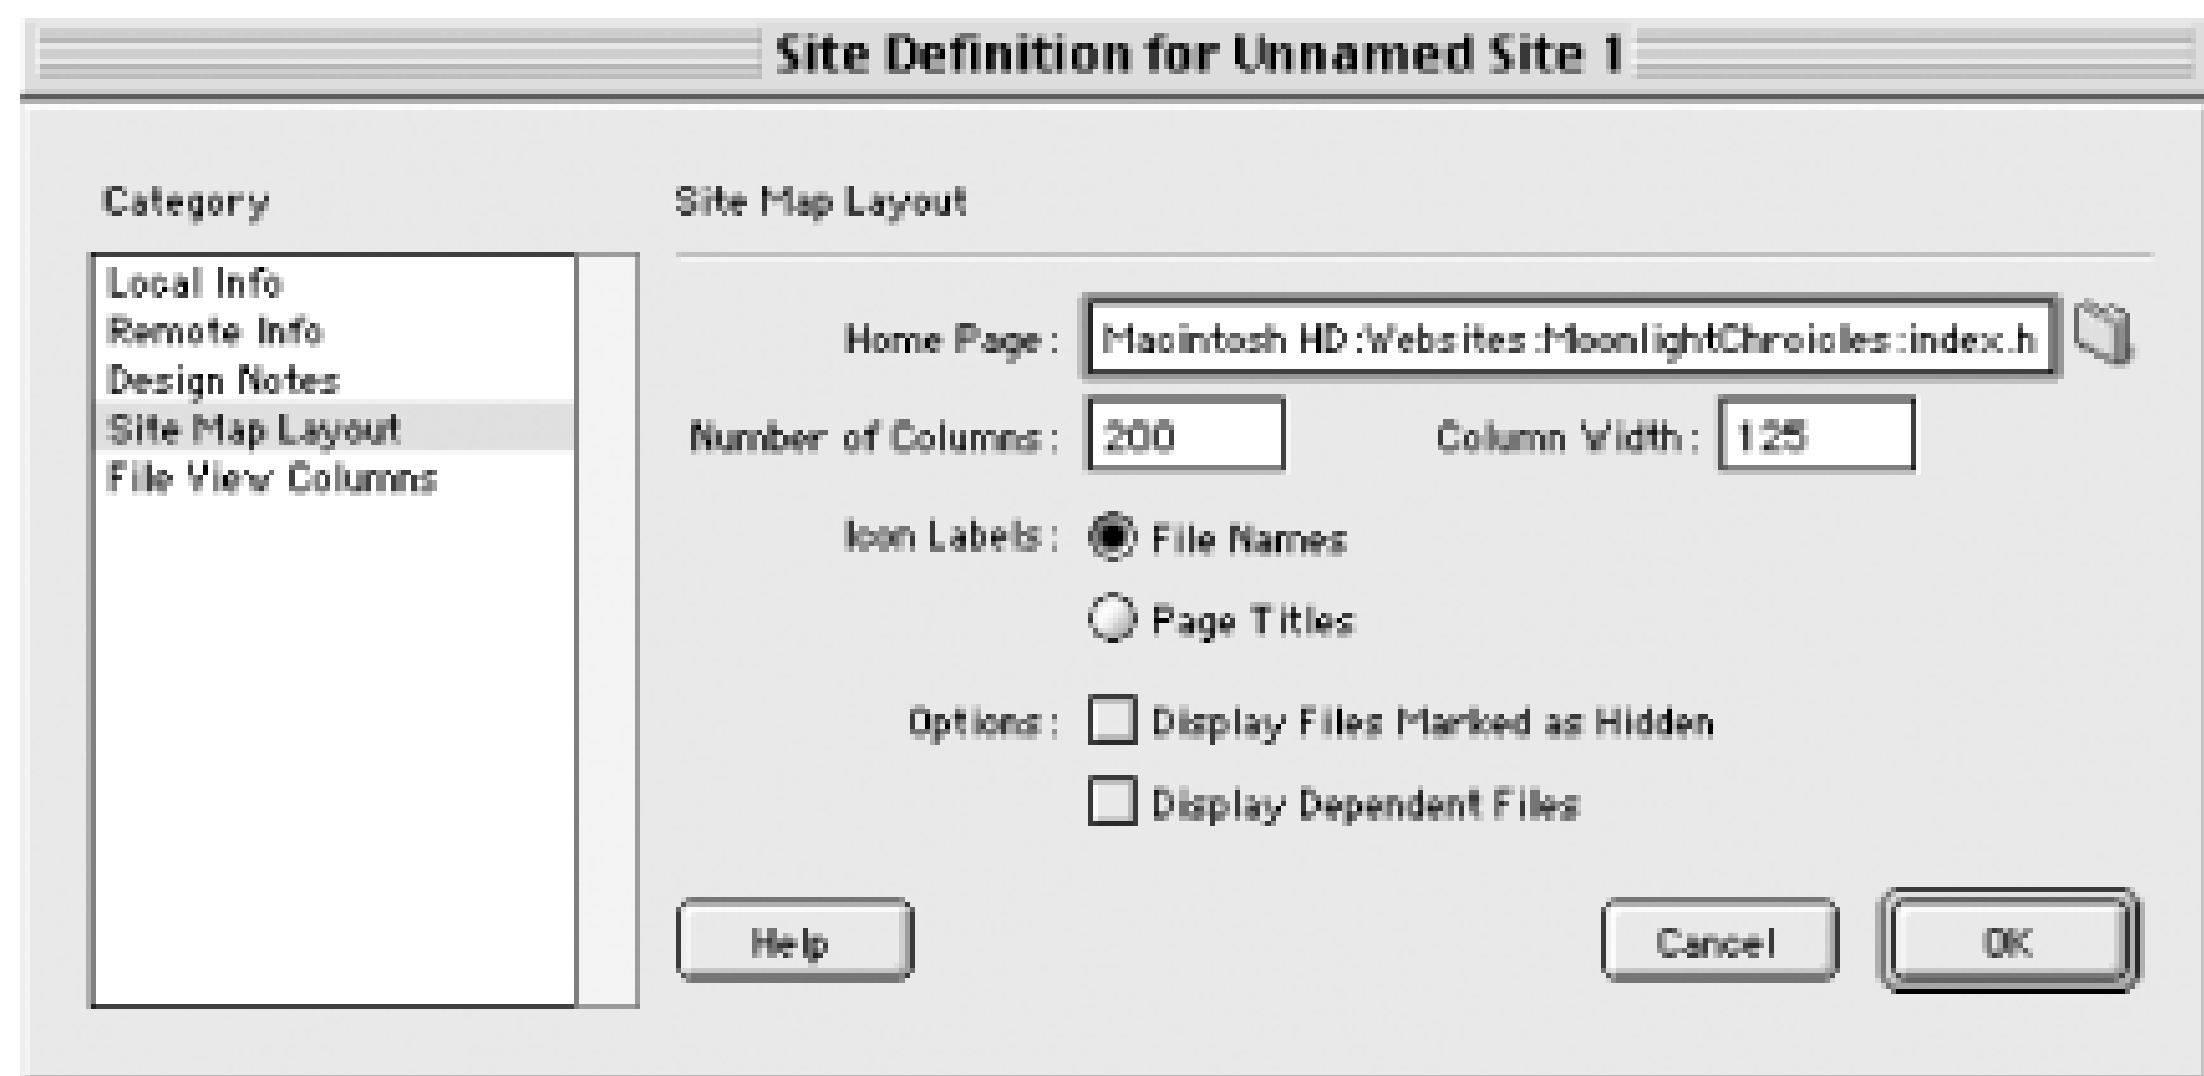 Site Definition for Unnamed Site 1
Category
Local Info
Remote Info
Design Notes
Site Map Layout
File View Columns
Site Map Layout
Home Page: Macintosh HD:Websites:MoonlightChroicles:index.h
Number of Columns: 200 Column Width: 125
Icon Labels: File Names
Page Titles
Options: Display Files Marked as Hidden
Display Dependent Files
Help Cancel OK